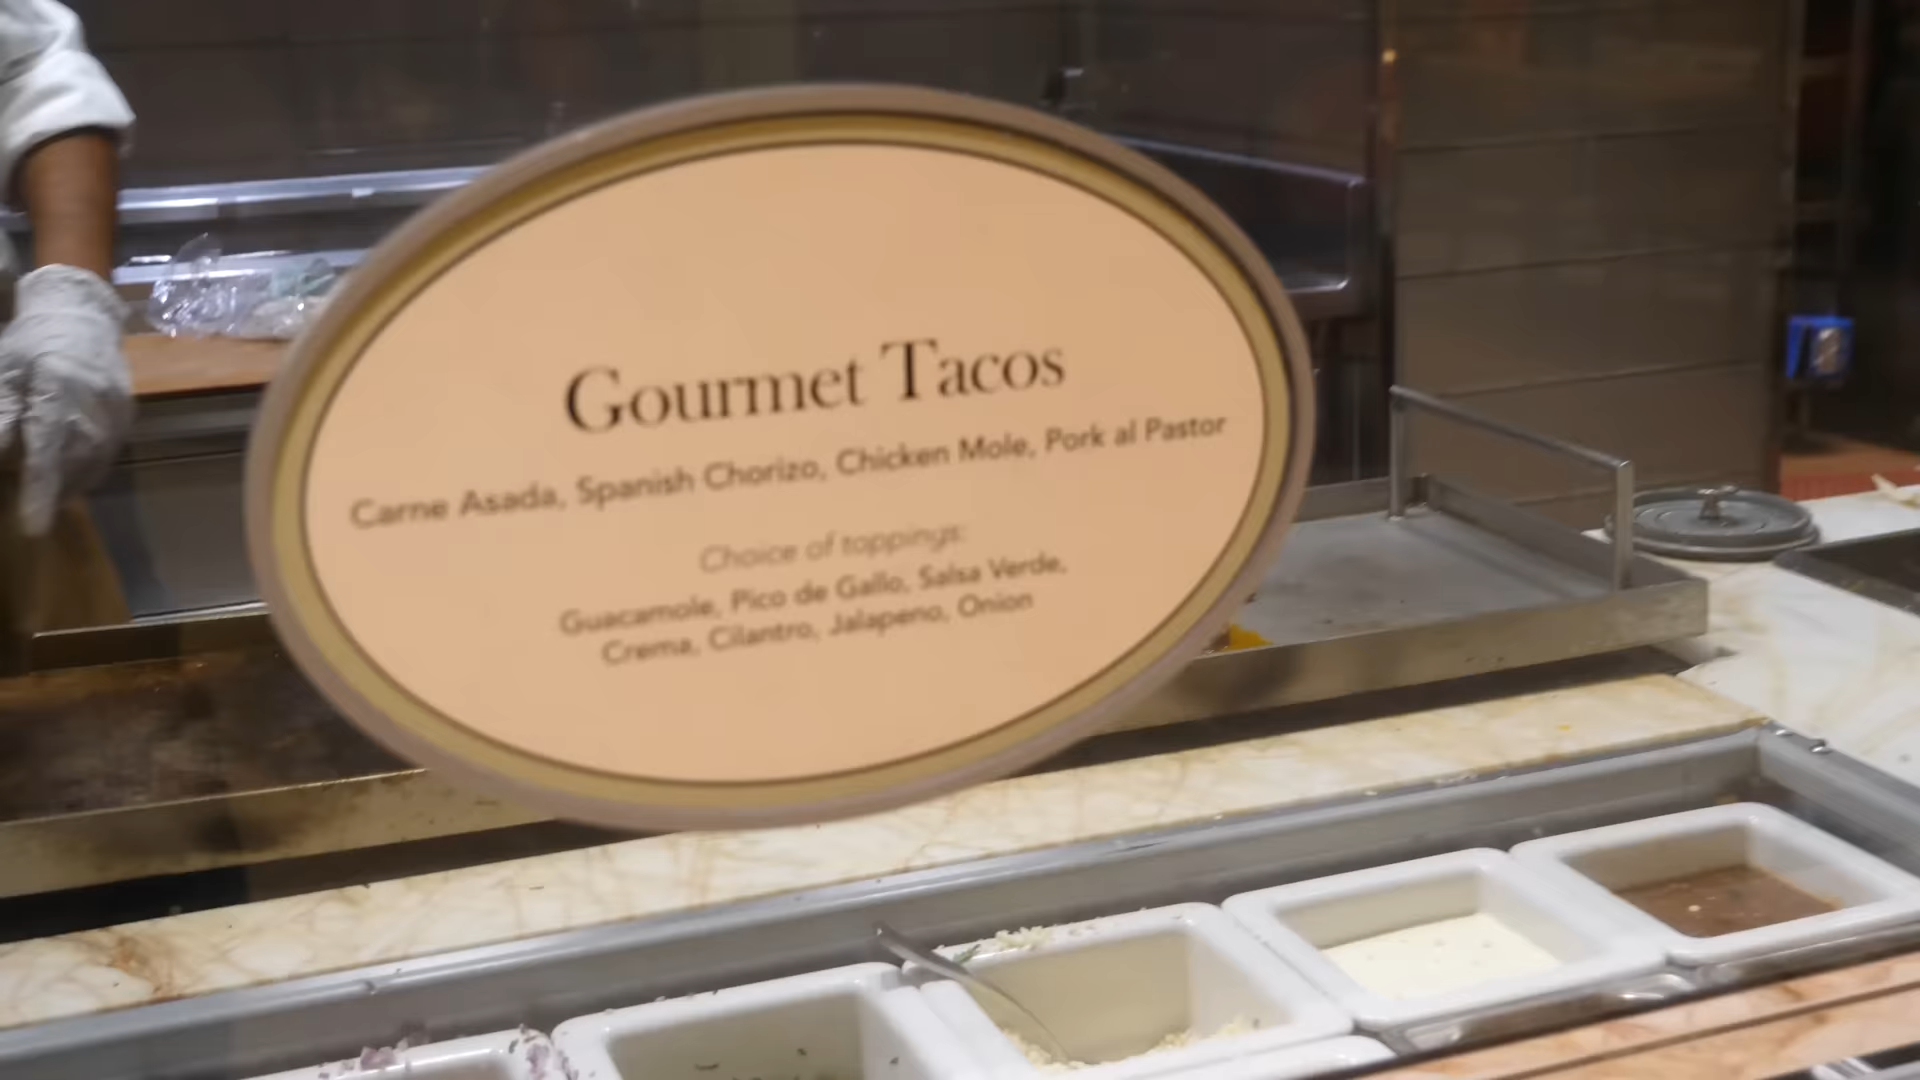 Gourmet Tacos
Carne Asada, Spanish Chorizo, Chicken Mole, Pork al Pastor
Choice of toppings:
Guacamole, Pico de Gallo, Salsa Verde,
Crema, Cilantro, Jalapeno, Onion